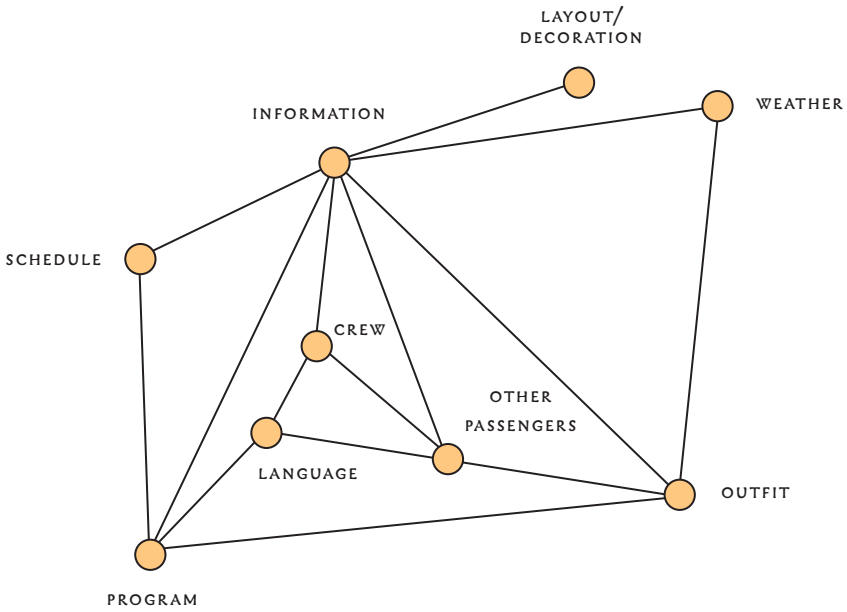 LAYOUT/
DECORATION
WEATHER
INFORMATION
SCHEDULE
CREW
OTHER
PASSENGERS
LANGUAGE
OUTFIT
PROGRAM